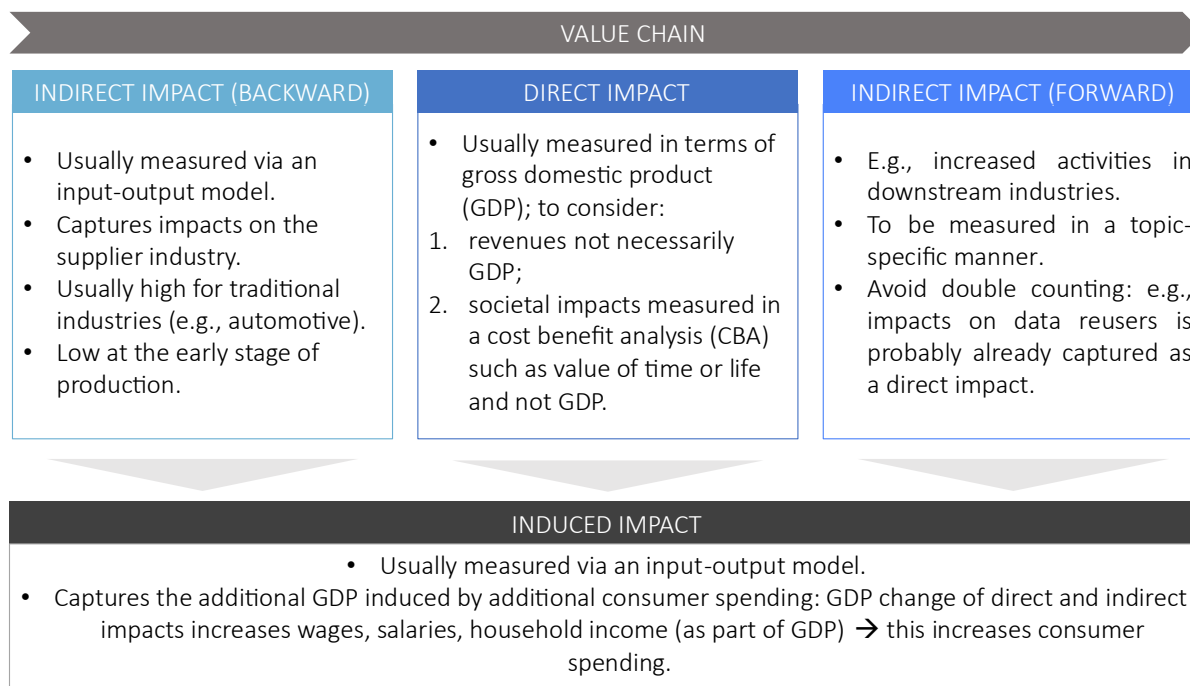 VALUE CHAIN
INDIRECT IMPACT (BACKWARD)
• Usually measured via an
input-output model.
• Captures impacts on the
supplier industry.
• Usually high for traditional
industries (e.g., automotive).
• Low at the early stage of
production.
DIRECT IMPACT
• Usually measured in terms of
gross domestic product
(GDP); to consider:
1. revenues not necessarily
GDP;
2. societal impacts measured in
a cost benefit analysis (CBA)
such as value of time or life
and not GDP.
INDIRECT IMPACT (FORWARD)
• E.g., increased activities in
downstream industries.
• To be measured in a topic-
specific manner.
• Avoid double counting: e.g.,
impacts on data reusers is
probably already captured as
a direct impact.
INDUCED IMPACT
• Usually measured via an input-output model.
• Captures the additional GDP induced by additional consumer spending: GDP change of direct and indirect
impacts increases wages, salaries, household income (as part of GDP) → this increases consumer
spending.